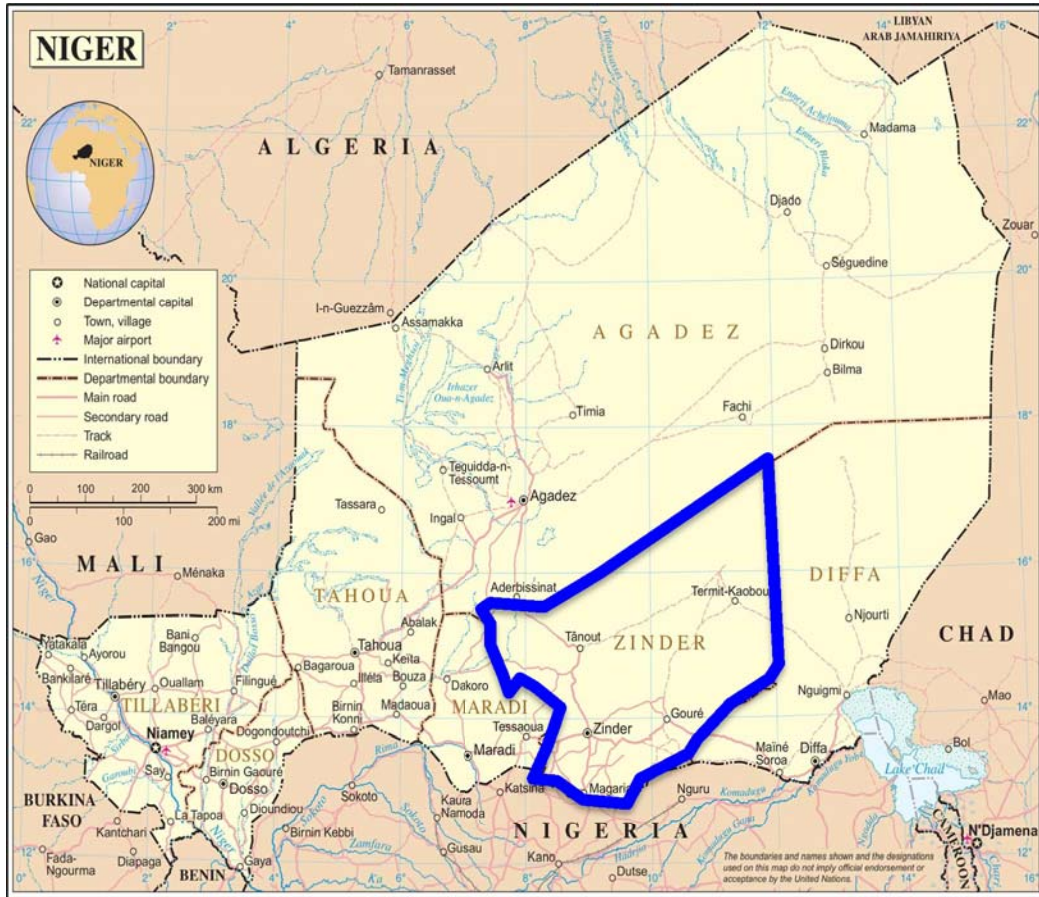 LIBYAN
ARAB JAMAHIRIYA
NIGER
Tamanrasset
ALGERIA
NIGER
Madama
Djado
Zouar
Séguedine
National capital
Departmental capital
Town, village
Major airport
International boundary
Departmental boundary
Main road
Secondary road
Track
Railroad
0 100 200 300 km
0 100 200 mi
I-n-Guezzâm
Assamakka
AGADEZ
Arlit
Dirkou
Bilma
Timia
Fachi
Teguidda-n-
Tessoumt
Agadez
Tassara
Ingal
Gao
MALI
Ménaka
Niger
TAHOUA
Aderbissinat
Termit-Kaobou
DIFFA
Njourti
CHAD
Abalak
Tânout
ZINDER
Yatakala
Ayorou
Bani
Bangou
Tahoua
Keïta
Bankilaré
Tillabéry
Ouallam
Filingué
Bagaroua
Illéla
Bouza
Dakoro
Nguigmi
Mao
Téra
Dargol
TILLABÉRI
Baléyara
Birnin
Konni
Madaoua
MARADI
Tessaoua
Zinder
Gouré
Niamey
Dogondoutchi
DOSSO
Maradi
Maïné
Soroa
Diffa
Bol
Say
Birnin Gaouré
Dosso
Rima
Katsina
Magaria
Nguru
Lake Chad
BURKINA
FASO
La Tapoa
Dioundiou
Sokoto
Kaura
Namoda
NIGERIA
Kantchari
Birnin Kebbi
Gusau
Kano
N'Djamena
Fada-
Ngourma
Diapaga
Gaya
BENIN
Dutse
CAMEROON
The boundaries and names shown and the designations
used on this map do not imply official endorsement or
acceptance by the United Nations.